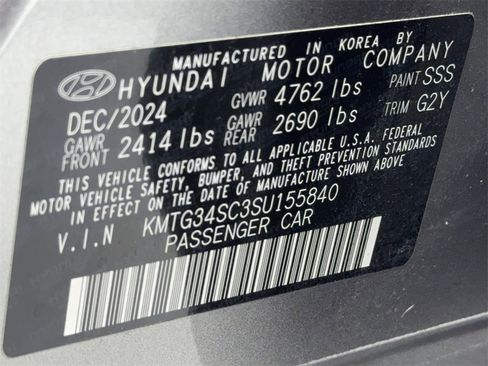 MANUFACTURED IN KOREA BY
HYUNDAI MOTOR COMPANY
DEC/2024 GVWR 4762 lbs PAINT SSS
GAWR FRONT 2414 lbs GAWR REAR 2690 lbs TRIM G2Y
THIS VEHICLE CONFORMS TO ALL APPLICABLE U.S.A. FEDERAL
MOTOR VEHICLE SAFETY, BUMPER, AND THEFT PREVENTION STANDARDS
IN EFFECT ON THE DATE OF MANUFACTURE SHOWN ABOVE.
V.I.N KMTG34SC3SU155840
PASSENGER CAR